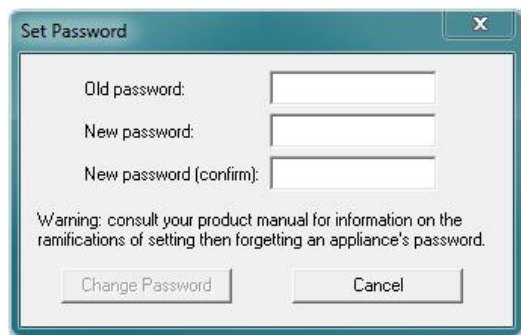 Set Password
X
Old password:
New password:
New password (confirm):
Warning: consult your product manual for information on the
ramifications of setting then forgetting an appliance's password.
Change Password Cancel